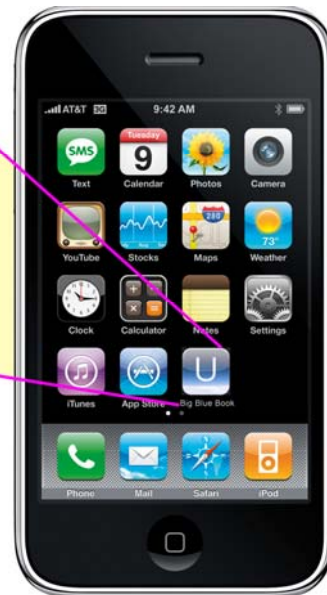 AT&T 3G 9:42 AM
SMS Tuesday 9
Text Calendar Photos Camera
280 73°
YouTube Stocks Maps Weather
+ - × =
Clock Calculator Notes Settings
U
iTunes App Store Big Blue Book
Phone Mail Safari iPod